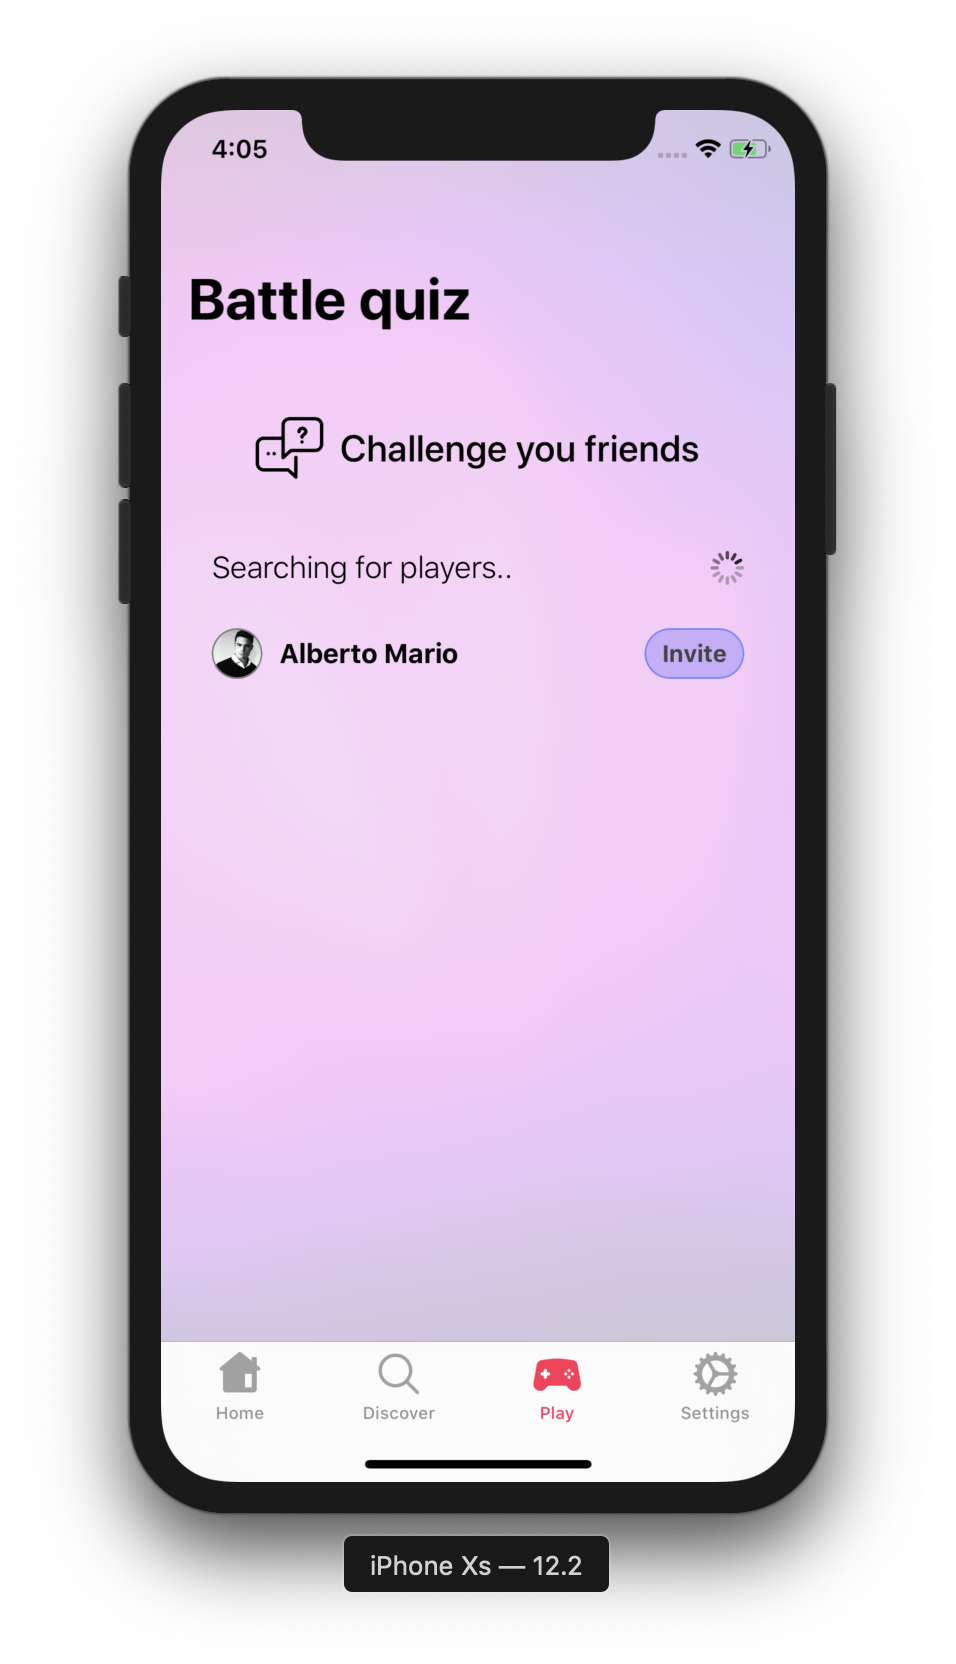 4:05
Battle quiz
?
Challenge you friends
Searching for players..
Alberto Mario
Invite
Home
Discover
Play
Settings
iPhone Xs — 12.2